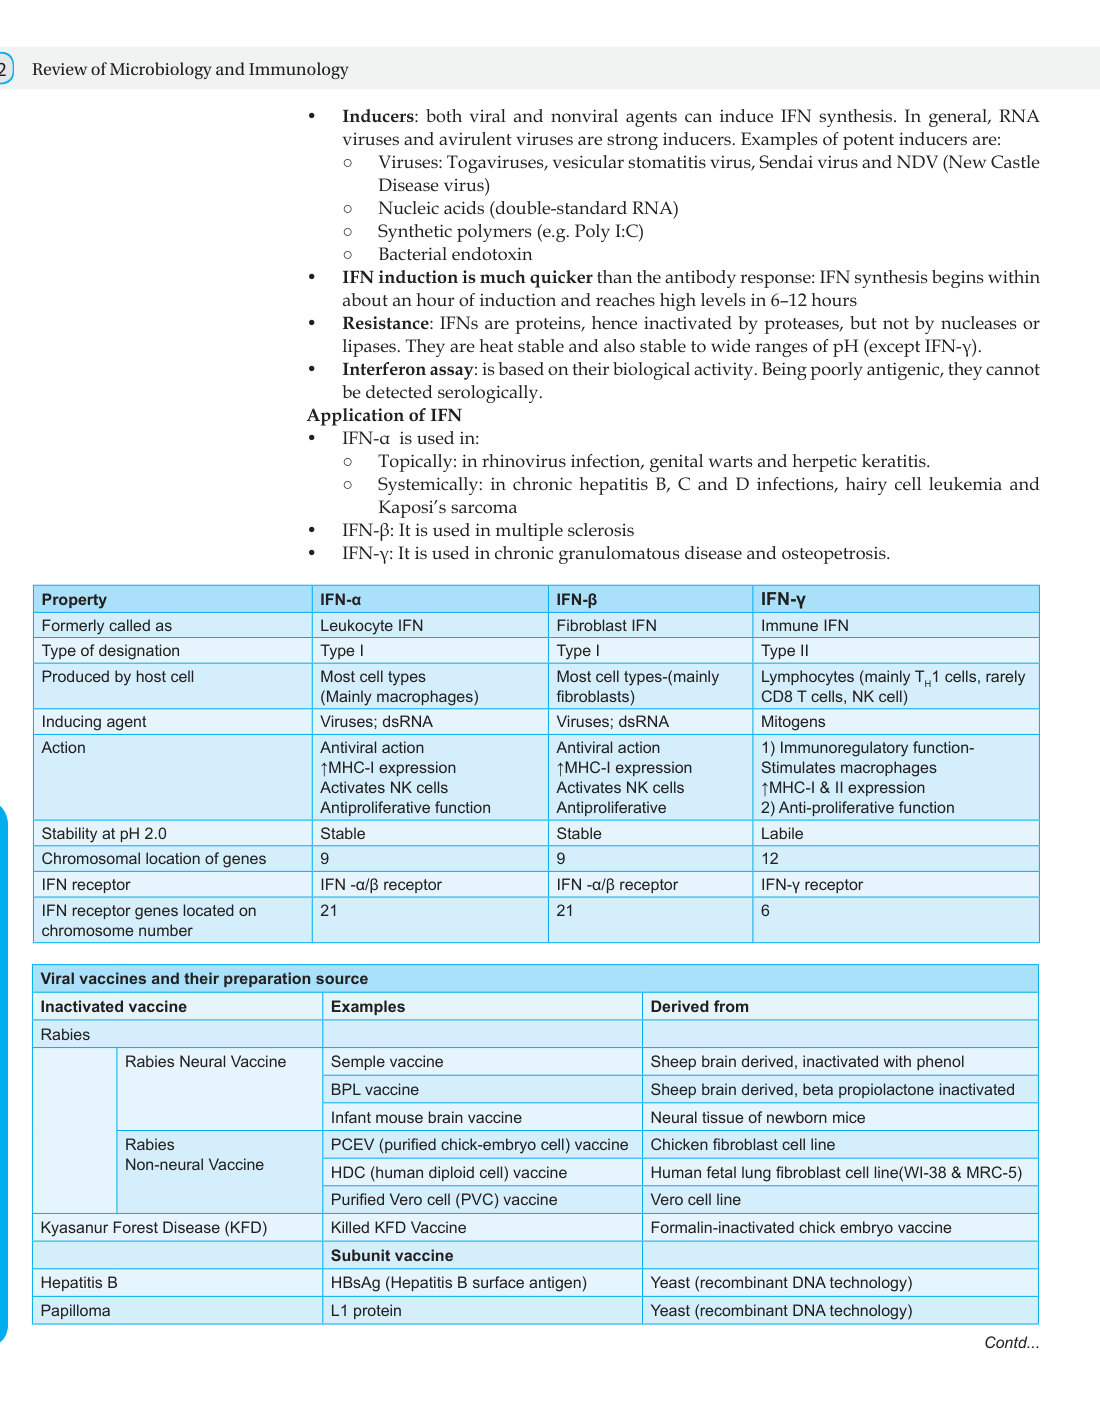 2 Review of Microbiology and Immunology
• Inducers: both viral and nonviral agents can induce IFN synthesis. In general, RNA
viruses and avirulent viruses are strong inducers. Examples of potent inducers are:
○ Viruses: Togaviruses, vesicular stomatitis virus, Sendai virus and NDV (New Castle
Disease virus)
○ Nucleic acids (double-standard RNA)
○ Synthetic polymers (e.g. Poly I:C)
○ Bacterial endotoxin
• IFN induction is much quicker than the antibody response: IFN synthesis begins within
about an hour of induction and reaches high levels in 6–12 hours
• Resistance: IFNs are proteins, hence inactivated by proteases, but not by nucleases or
lipases. They are heat stable and also stable to wide ranges of pH (except IFN-γ).
• Interferon assay: is based on their biological activity. Being poorly antigenic, they cannot
be detected serologically.
Application of IFN
• IFN-α is used in:
○ Topically: in rhinovirus infection, genital warts and herpetic keratitis.
○ Systemically: in chronic hepatitis B, C and D infections, hairy cell leukemia and
Kaposi's sarcoma
• IFN-β: It is used in multiple sclerosis
• IFN-γ: It is used in chronic granulomatous disease and osteopetrosis.
Property IFN-α IFN-β IFN-γ
Formerly called as Leukocyte IFN Fibroblast IFN Immune IFN
Type of designation Type I Type I Type II
Produced by host cell Most cell types Most cell types-(mainly Lymphocytes (mainly TH1 cells, rarely
(Mainly macrophages) fibroblasts) CD8 T cells, NK cell)
Inducing agent Viruses; dsRNA Viruses; dsRNA Mitogens
Action Antiviral action Antiviral action 1) Immunoregulatory function-
↑MHC-I expression ↑MHC-I expression Stimulates macrophages
Activates NK cells Activates NK cells ↑MHC-I & II expression
Antiproliferative function Antiproliferative 2) Anti-proliferative function
Stability at pH 2.0 Stable Stable Labile
Chromosomal location of genes 9 9 12
IFN receptor IFN -α/β receptor IFN -α/β receptor IFN-γ receptor
IFN receptor genes located on 21 21 6
chromosome number
Viral vaccines and their preparation source
Inactivated vaccine Examples Derived from
Rabies
Rabies Neural Vaccine Semple vaccine Sheep brain derived, inactivated with phenol
BPL vaccine Sheep brain derived, beta propiolactone inactivated
Infant mouse brain vaccine Neural tissue of newborn mice
Rabies PCEV (purified chick-embryo cell) vaccine Chicken fibroblast cell line
Non-neural Vaccine HDC (human diploid cell) vaccine Human fetal lung fibroblast cell line(WI-38 & MRC-5)
Purified Vero cell (PVC) vaccine Vero cell line
Kyasanur Forest Disease (KFD) Killed KFD Vaccine Formalin-inactivated chick embryo vaccine
Subunit vaccine
Hepatitis B HBsAg (Hepatitis B surface antigen) Yeast (recombinant DNA technology)
Papilloma L1 protein Yeast (recombinant DNA technology)
Contd...